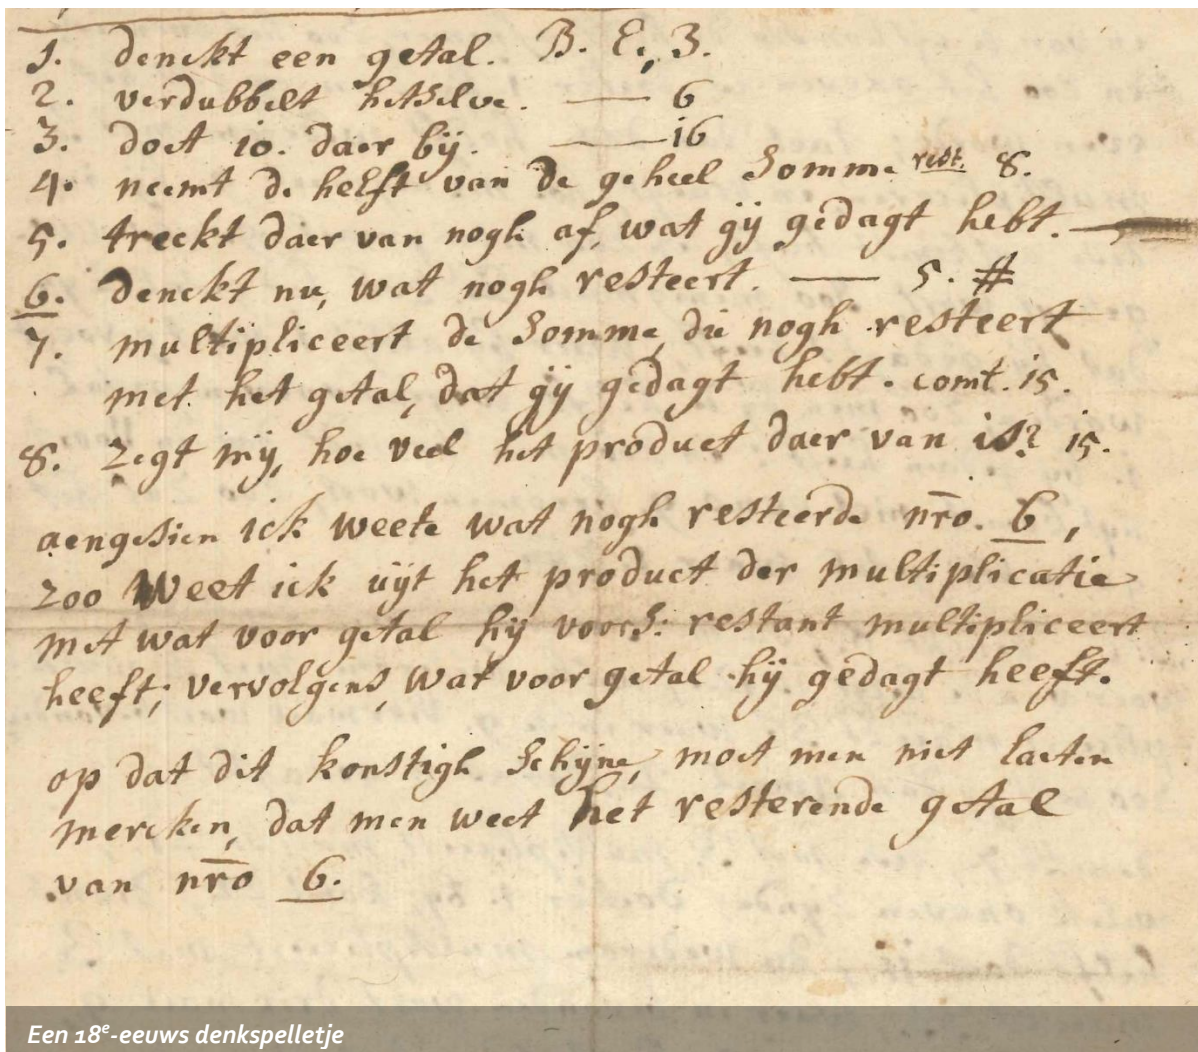 1. denckt een getal. B. E, 3.
2. verdubbelt hetselve. — 6
3. doet 10. daer bij. — 16
4. neemt de helft van de geheel Somme rest. 8.
5. treckt daer van nogh af, wat gij gedagt hebt. —
6. denckt nu, wat nogh resteert. — 5. #
7. multipliceert de Somme, die nogh resteert
met het getal, dat gij gedagt hebt. comt. 15.
8. Zegt mij, hoe veel het product daer van is? 15.
aengesien ick weete wat nogh resteerde nro. 6,
zoo Weet ick uijt het product der multiplicatie
met wat voor getal hij voors: restant multipliceert
heeft; vervolgens, wat voor getal hij gedagt heeft.
op dat dit konstigh Schijne, moet men niet laeten
mercken, dat men weet het resterende getal
van nro 6.
Een 18e-eeuws denkspelletje